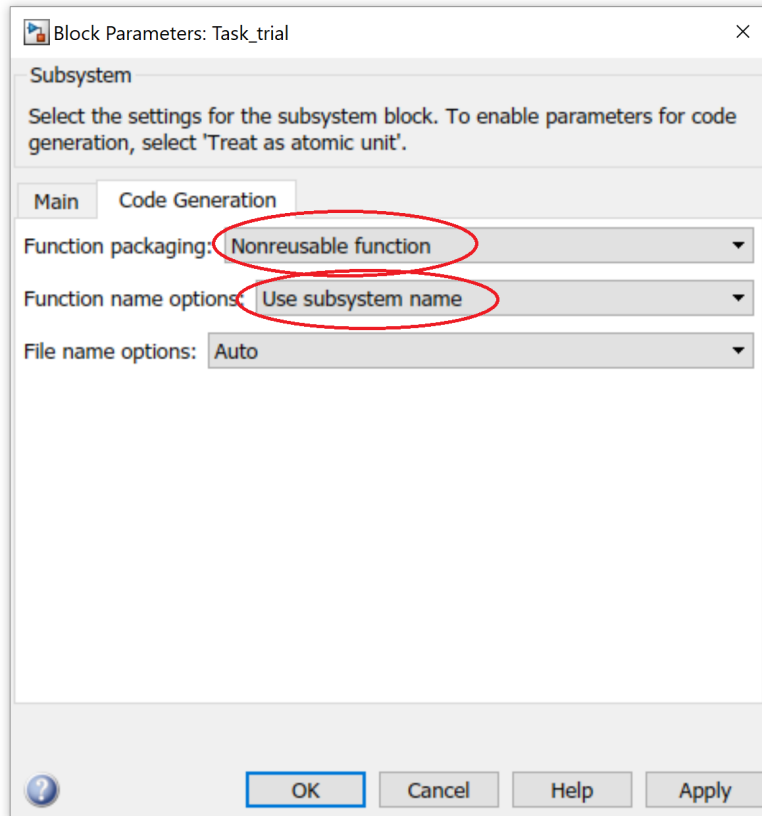 Block Parameters: Task_trial
Subsystem
Select the settings for the subsystem block. To enable parameters for code
generation, select 'Treat as atomic unit'.
Main Code Generation
Function packaging: Nonreusable function
Function name options: Use subsystem name
File name options: Auto
OK Cancel Help Apply